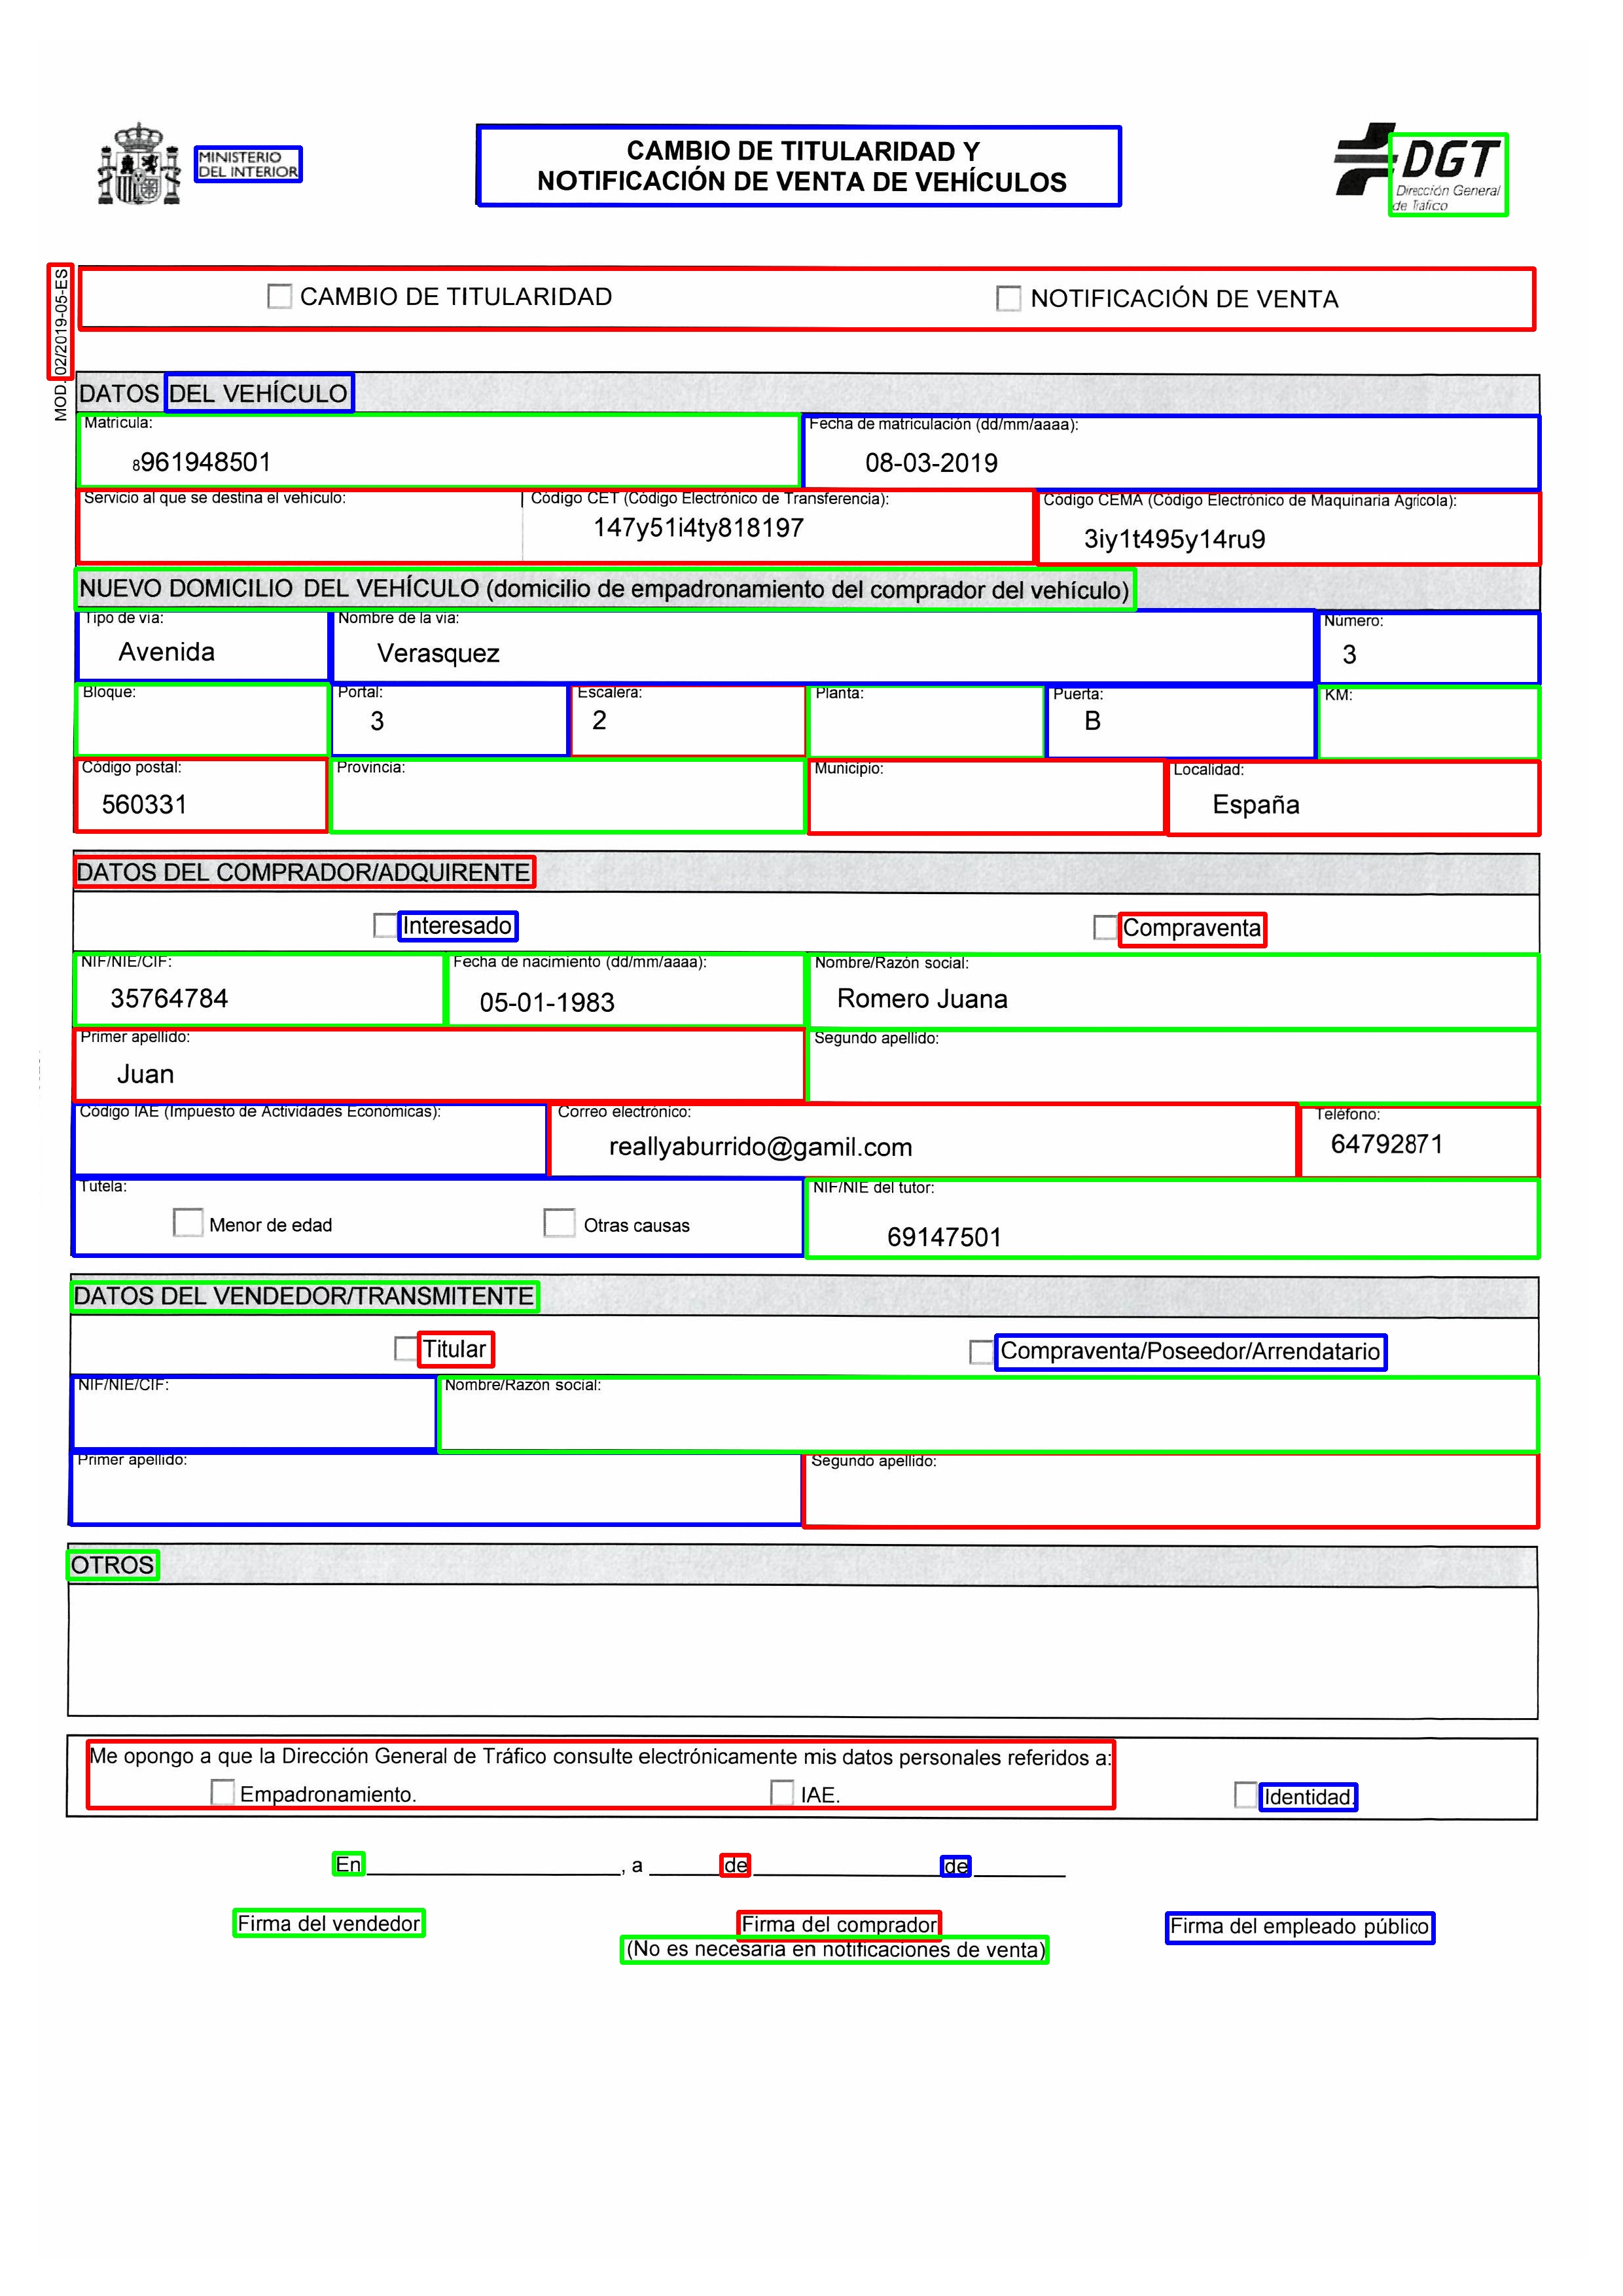 MINISTERIO
DEL INTERIOR
CAMBIO DE TITULARIDAD Y
NOTIFICACIÓN DE VENTA DE VEHÍCULOS
DGT
Dirección General
de Tráfico
MOD. 02/2019-05-ES
CAMBIO DE TITULARIDAD NOTIFICACIÓN DE VENTA
DATOS DEL VEHÍCULO
Matrícula: Fecha de matriculación (dd/mm/aaaa):
8961948501 08-03-2019
Servicio al que se destina el vehículo: Código CET (Código Electrónico de Transferencia): Código CEMA (Código Electrónico de Maquinaria Agrícola):
147y51i4ty818197 3iy1t495y14ru9
NUEVO DOMICILIO DEL VEHÍCULO (domicilio de empadronamiento del comprador del vehículo)
Tipo de vía: Nombre de la vía: Número:
Avenida Verasquez 3
Bloque: Portal: Escalera: Planta: Puerta: KM:
3 2 B
Código postal: Provincia: Municipio: Localidad:
560331 España
DATOS DEL COMPRADOR/ADQUIRENTE
Interesado Compraventa
NIF/NIE/CIF: Fecha de nacimiento (dd/mm/aaaa): Nombre/Razón social:
35764784 05-01-1983 Romero Juana
Primer apellido: Segundo apellido:
Juan
Código IAE (Impuesto de Actividades Económicas): Correo electrónico: Teléfono:
reallyaburrido@gamil.com 64792871
Tutela: NIF/NIE del tutor:
Menor de edad Otras causas 69147501
DATOS DEL VENDEDOR/TRANSMITENTE
Titular Compraventa/Poseedor/Arrendatario
NIF/NIE/CIF: Nombre/Razón social:
Primer apellido: Segundo apellido:
OTROS
Me opongo a que la Dirección General de Tráfico consulte electrónicamente mis datos personales referidos a:
Empadronamiento. IAE. Identidad.
En , a de de
Firma del vendedor Firma del comprador Firma del empleado público
(No es necesaria en notificaciones de venta)